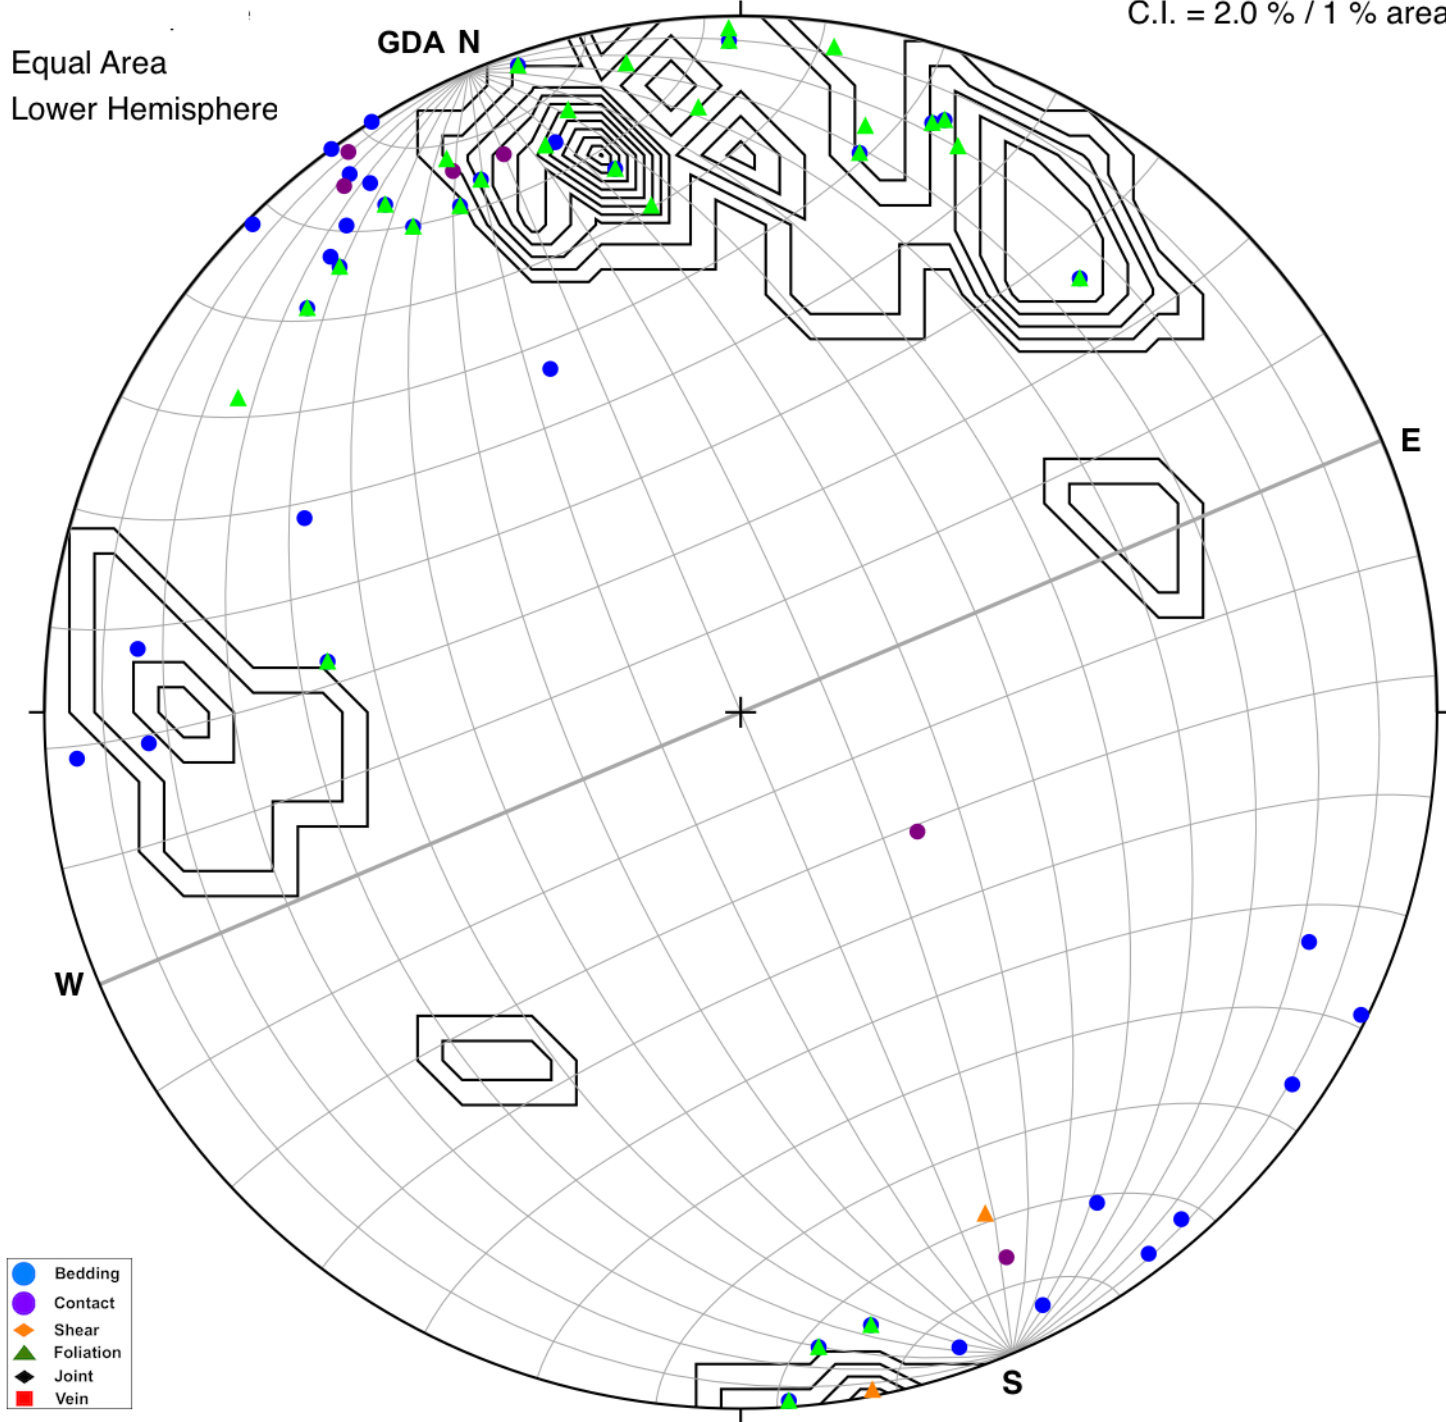 C.I. = 2.0 % / 1 % area
GDA N
Equal Area
Lower Hemisphere
E
W
S
Bedding
Contact
Shear
Foliation
Joint
Vein